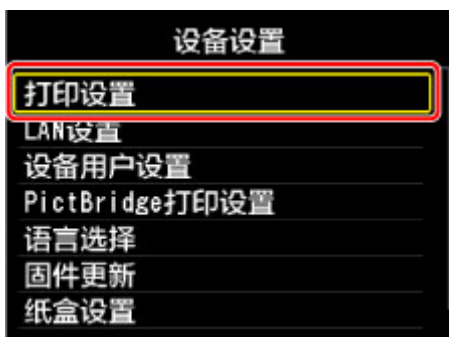 设备设置
打印设置
LAN设置
设备用户设置
PictBridge打印设置
语言选择
固件更新
纸盒设置